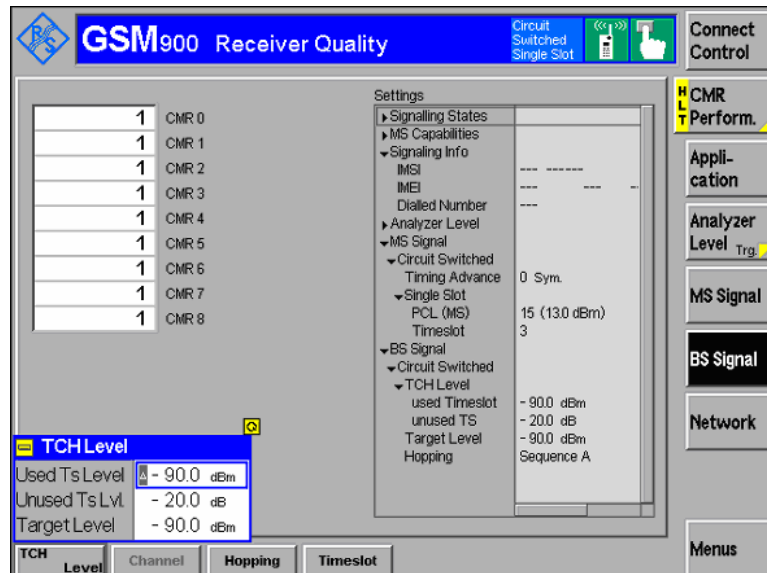 GSM900 Receiver Quality
Circuit
Switched
Single Slot
Connect
Control
1 CMR 0
1 CMR 1
1 CMR 2
1 CMR 3
1 CMR 4
1 CMR 5
1 CMR 6
1 CMR 7
1 CMR 8
Settings
Signalling States
MS Capabilities
Signaling Info
IMSI --- ------
IMEI --- --- -
Dialled Number ---
Analyzer Level
MS Signal
Circuit Switched
Timing Advance 0 Sym.
Single Slot
PCL (MS) 15 (13.0 dBm)
Timeslot 3
BS Signal
Circuit Switched
TCH Level
used Timeslot - 90.0 dBm
unused TS - 20.0 dB
Target Level - 90.0 dBm
Hopping Sequence A
HLT
CMR
Perform.
Appli-
cation
Analyzer
Level Trg.
MS Signal
BS Signal
Network
Menus
TCH Level
Used Ts Level - 90.0 dBm
Unused Ts Lvl. - 20.0 dB
Target Level - 90.0 dBm
TCH
Level
Channel
Hopping
Timeslot